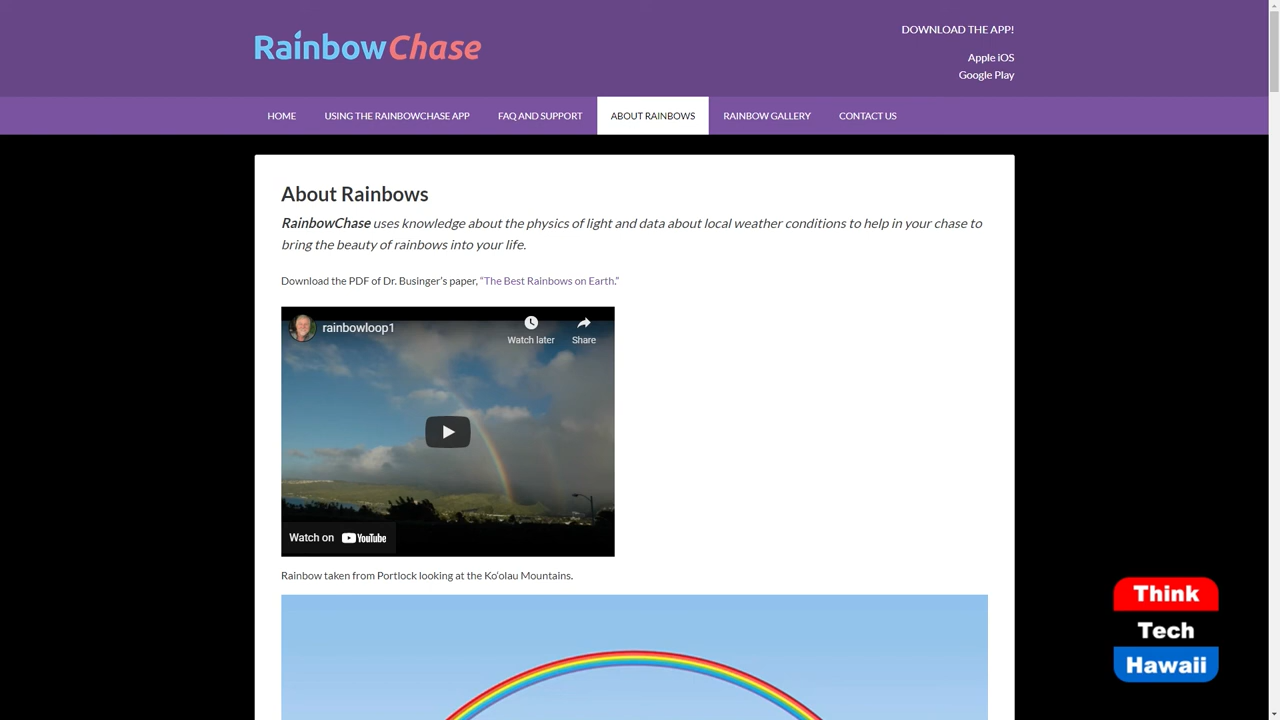 RainbowChase
DOWNLOAD THE APP!
Apple iOS
Google Play
HOME
USING THE RAINBOWCHASE APP
FAQ AND SUPPORT
ABOUT RAINBOWS
RAINBOW GALLERY
CONTACT US
About Rainbows
RainbowChase uses knowledge about the physics of light and data about local weather conditions to help in your chase to
bring the beauty of rainbows into your life.
Download the PDF of Dr. Businger’s paper, “The Best Rainbows on Earth.”
rainbowloop1
Watch later
Share
Watch on YouTube
Rainbow taken from Portlock looking at the Ko‘olau Mountains.
Think
Tech
Hawaii